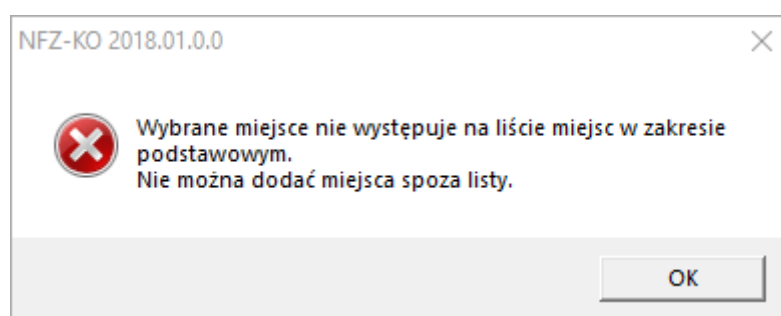 NFZ-KO 2018.01.0.0
Wybrane miejsce nie występuje na liście miejsc w zakresie
podstawowym.
Nie można dodać miejsca spoza listy.
OK